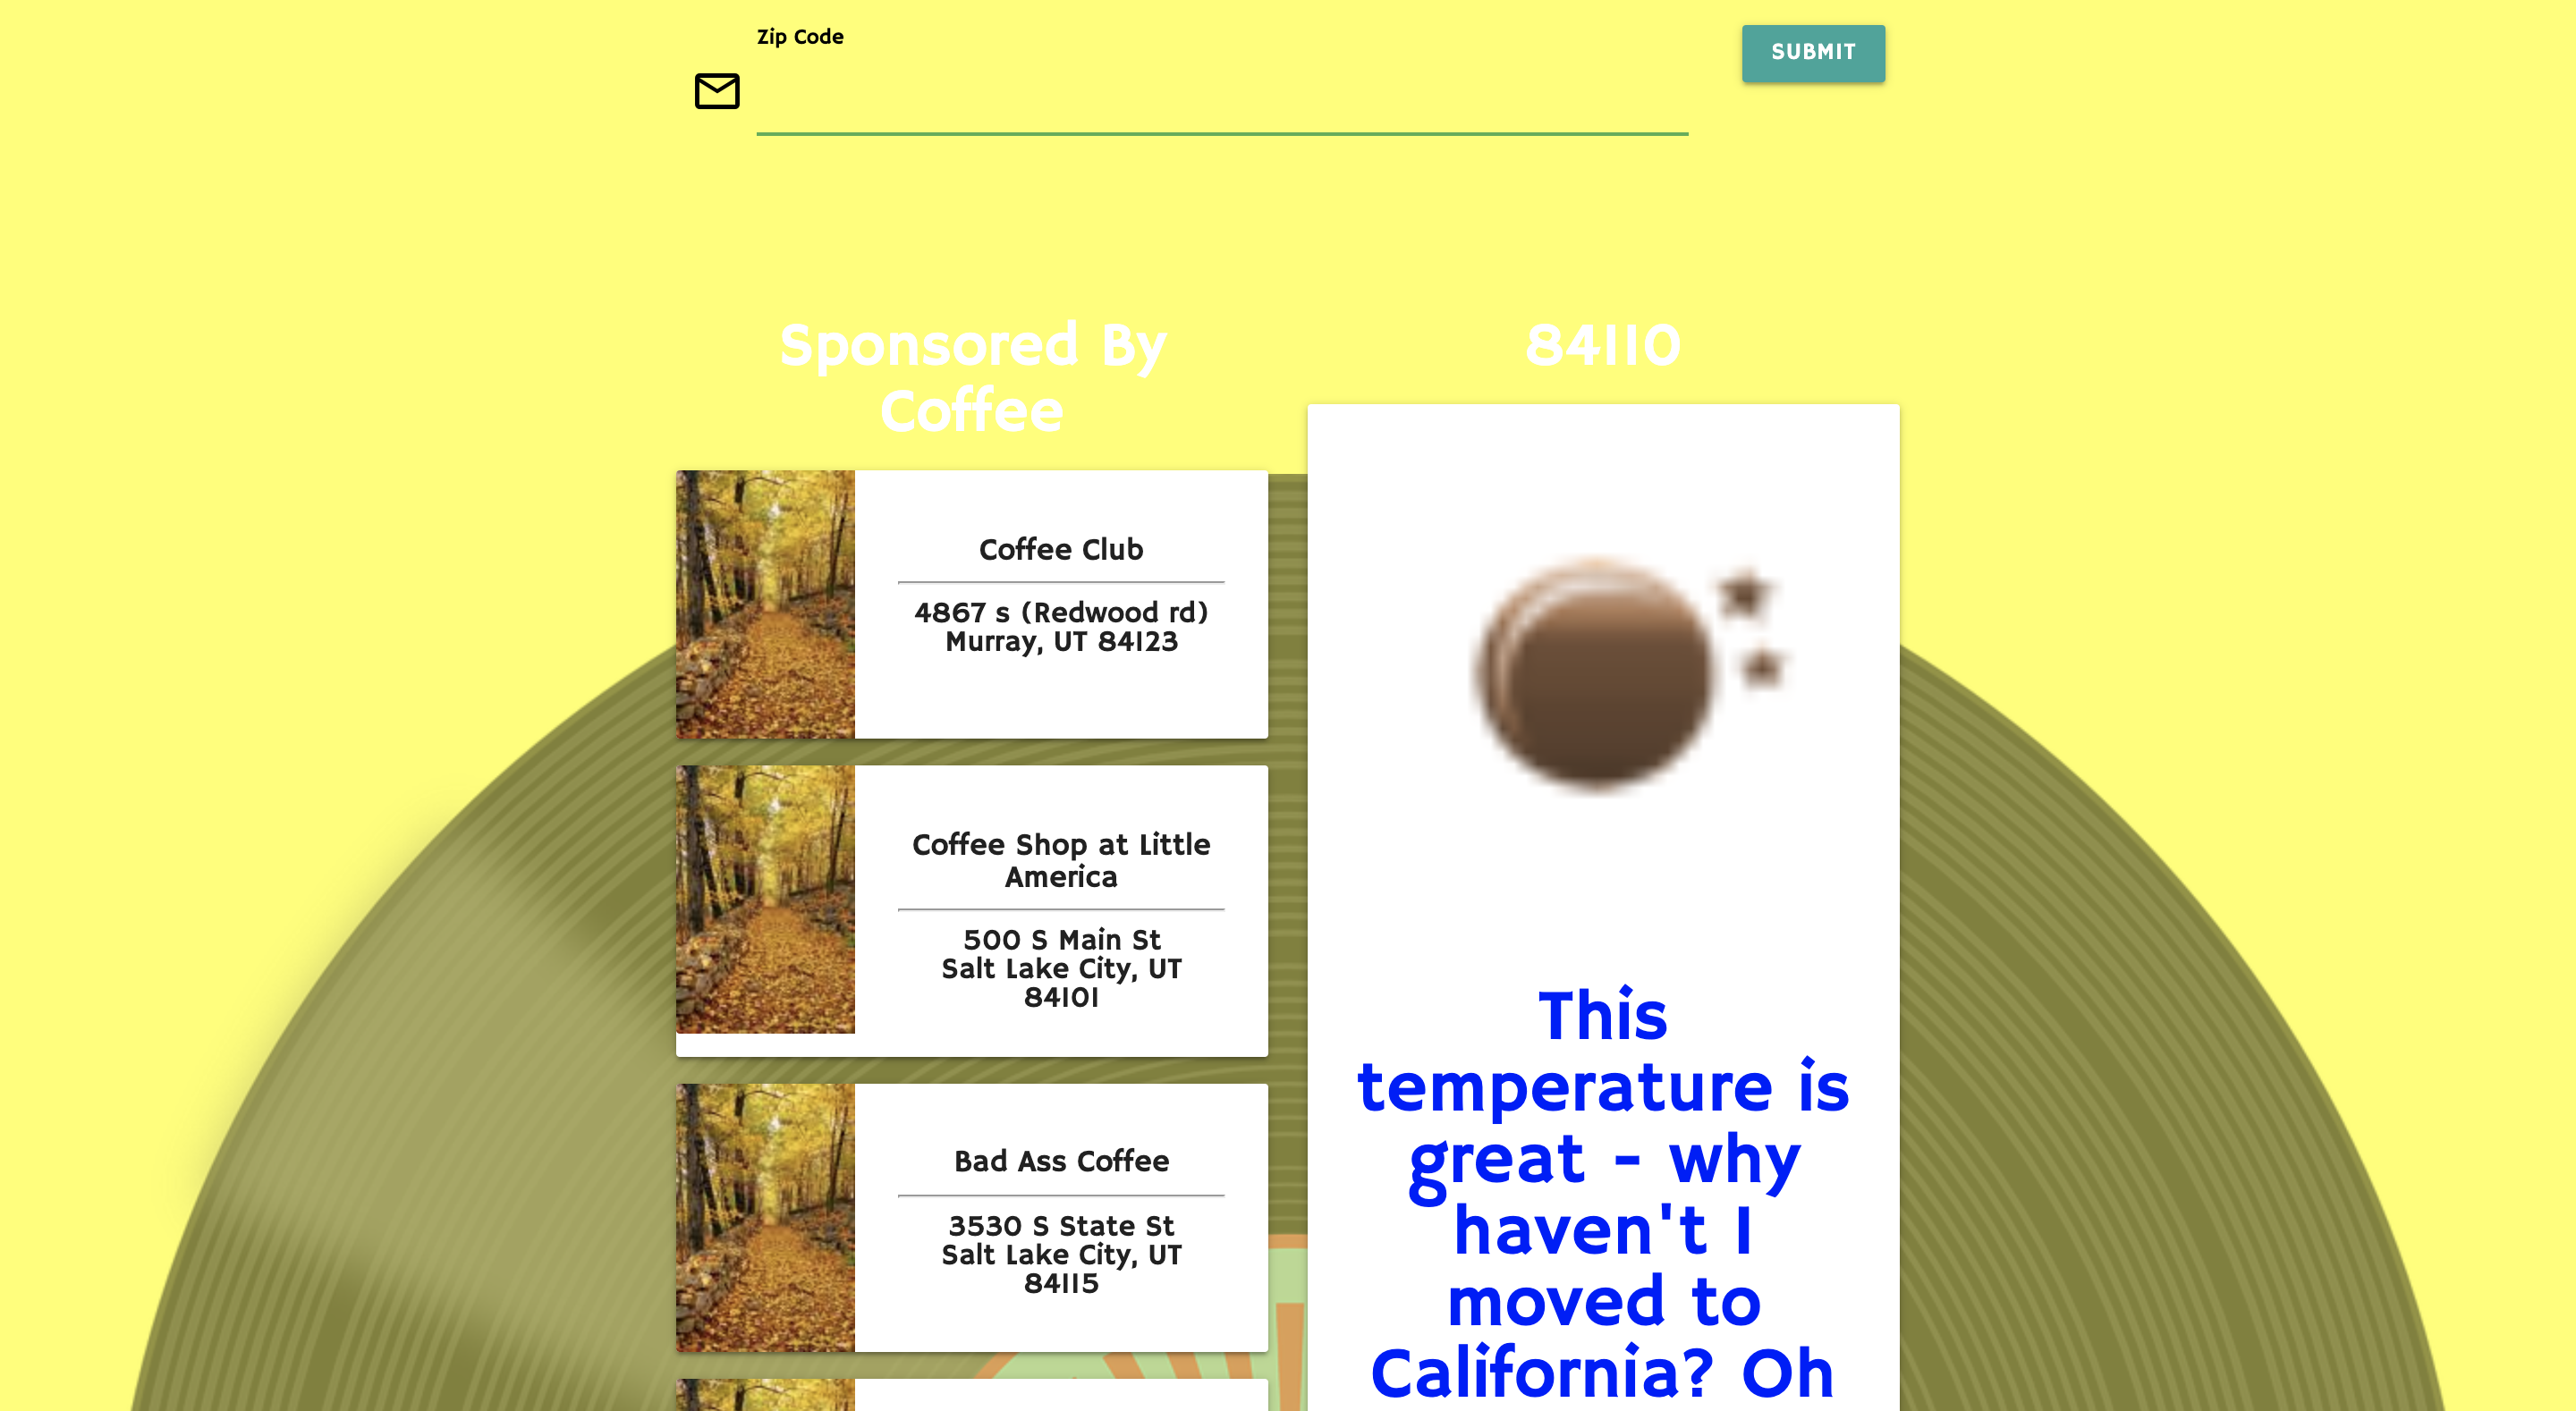 Zip Code
SUBMIT
Sponsored By
Coffee
Coffee Club
4867 s (Redwood rd)
Murray, UT 84123
Coffee Shop at Little
America
500 S Main St
Salt Lake City, UT
84101
Bad Ass Coffee
3530 S State St
Salt Lake City, UT
84115
84110
This
temperature is
great - why
haven't I
moved to
California? Oh